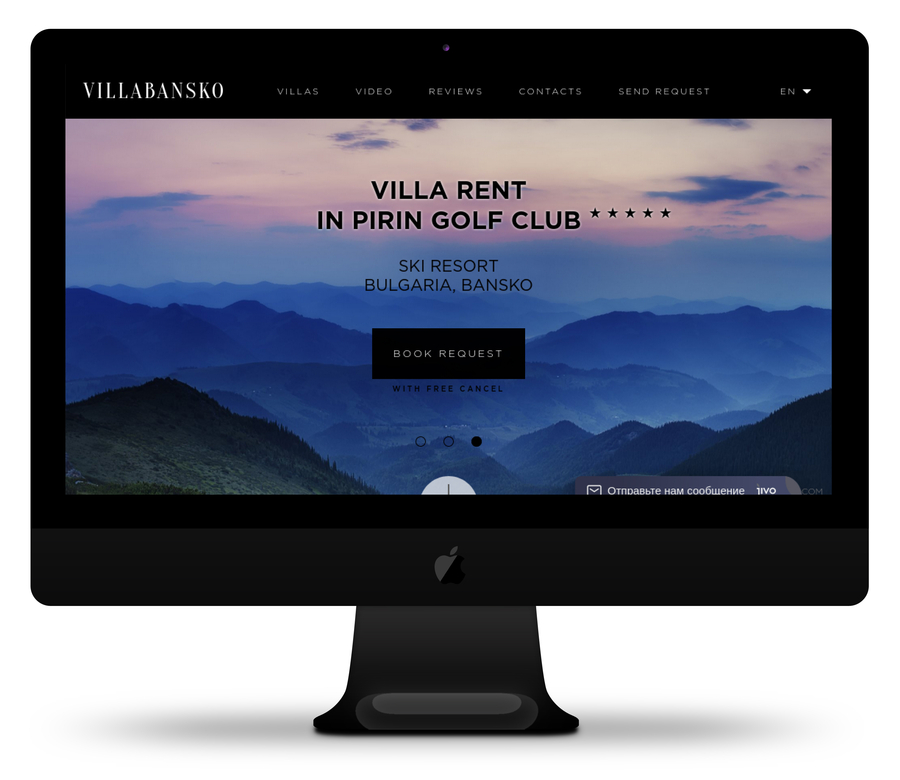 VILLABANSKO
VILLAS VIDEO REVIEWS CONTACTS SEND REQUEST EN
VILLA RENT
IN PIRIN GOLF CLUB ★★★★★
SKI RESORT
BULGARIA, BANSKO
BOOK REQUEST
WITH FREE CANCEL
Отправьте нам сообщение jivo
COM